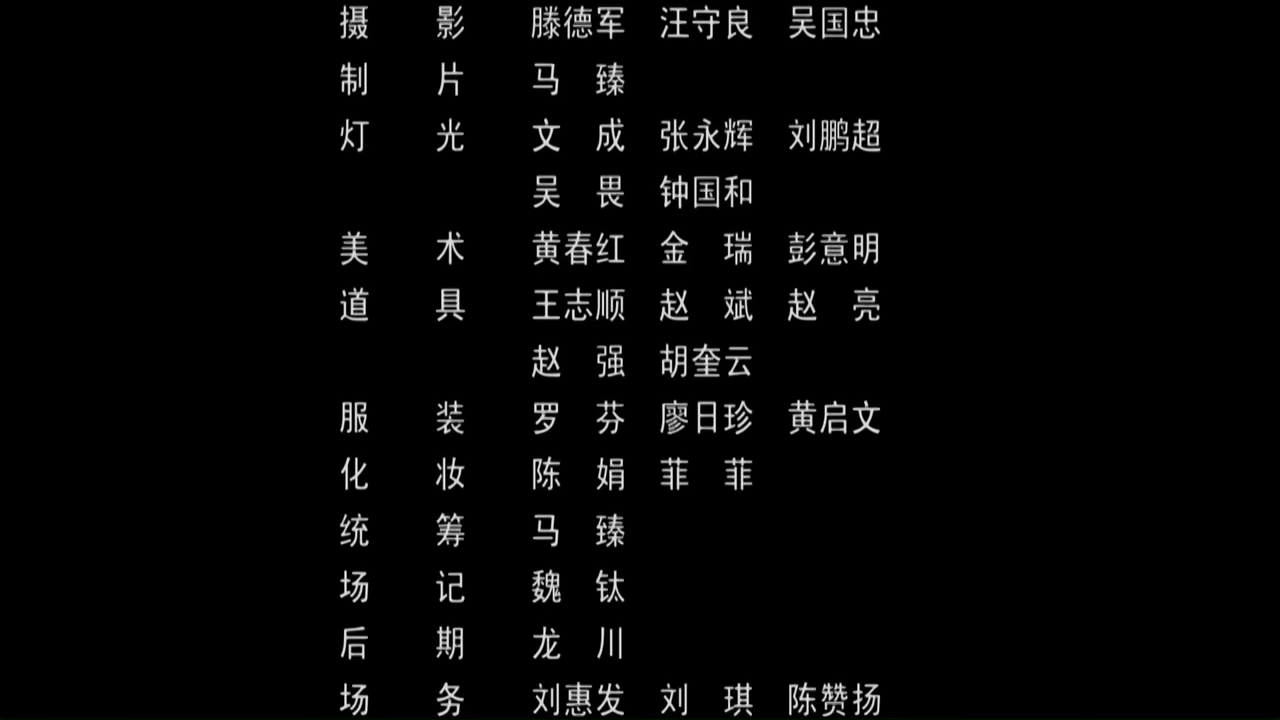 摄影 滕德军 汪守良 吴国忠
制片 马臻
灯光 文成 张永辉 刘鹏超
吴畏 钟国和
美术 黄春红 金瑞 彭意明
道具 王志顺 赵斌 赵亮
赵强 胡奎云
服装 罗芬 廖日珍 黄启文
化妆 陈娟 菲菲
统筹 马臻
场记 魏钛
后期 龙川
场务 刘惠发 刘琪 陈赞扬